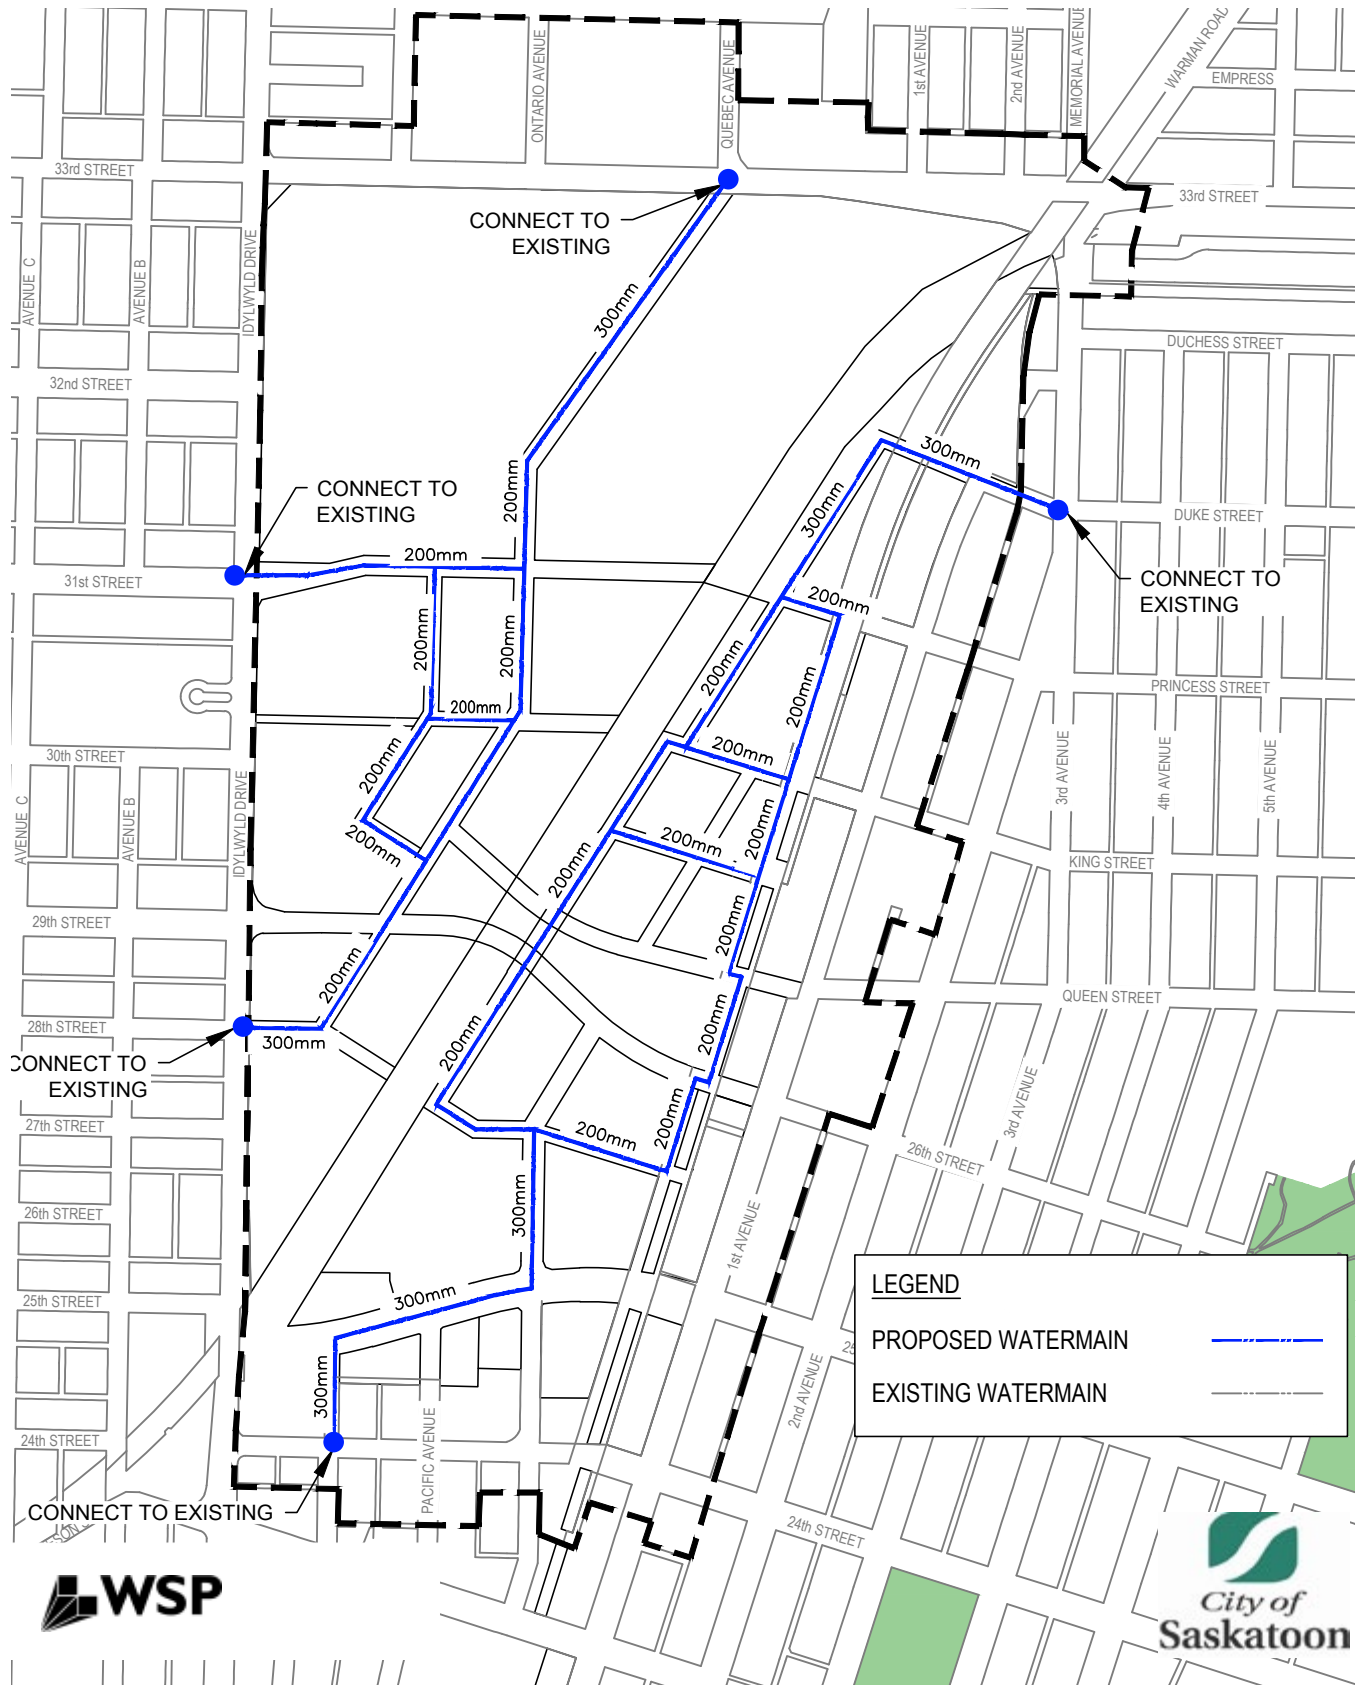 ONTARIO AVENUE
QUEBEC AVENUE
1st AVENUE
2nd AVENUE
MEMORIAL AVENUE
WARMAN ROAD
EMPRESS
33rd STREET
33rd STREET
CONNECT TO
EXISTING
AVENUE C
AVENUE B
IDYLWYLD DRIVE
300mm
DUCHESS STREET
32nd STREET
300mm
CONNECT TO
EXISTING
200mm
300mm
DUKE STREET
200mm
31st STREET
CONNECT TO
EXISTING
200mm
200mm
200mm
200mm
200mm
PRINCESS STREET
200mm
200mm
30th STREET
200mm
200mm
3rd AVENUE
4th AVENUE
5th AVENUE
AVENUE C
AVENUE B
IDYLWYLD DRIVE
200mm
200mm
200mm
200mm
KING STREET
29th STREET
200mm
200mm
QUEEN STREET
28th STREET
300mm
200mm
200mm
CONNECT TO
EXISTING
27th STREET
200mm
200mm
3rd AVENUE
26th STREET
26th STREET
300mm
1st AVENUE
25th STREET
300mm
LEGEND
PROPOSED WATERMAIN
EXISTING WATERMAIN
25
2nd AVENUE
300mm
24th STREET
PACIFIC AVENUE
CONNECT TO EXISTING
24th STREET
WSP
City of
Saskatoon